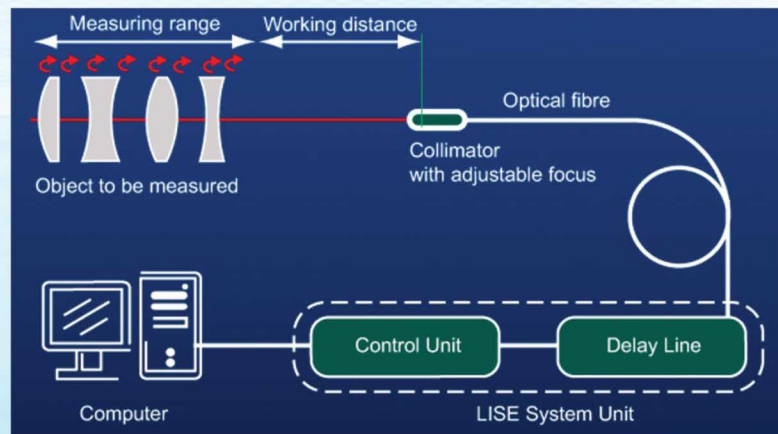 Measuring range
Working distance
Optical fibre
Collimator
with adjustable focus
Object to be measured
Control Unit
Delay Line
Computer
LISE System Unit